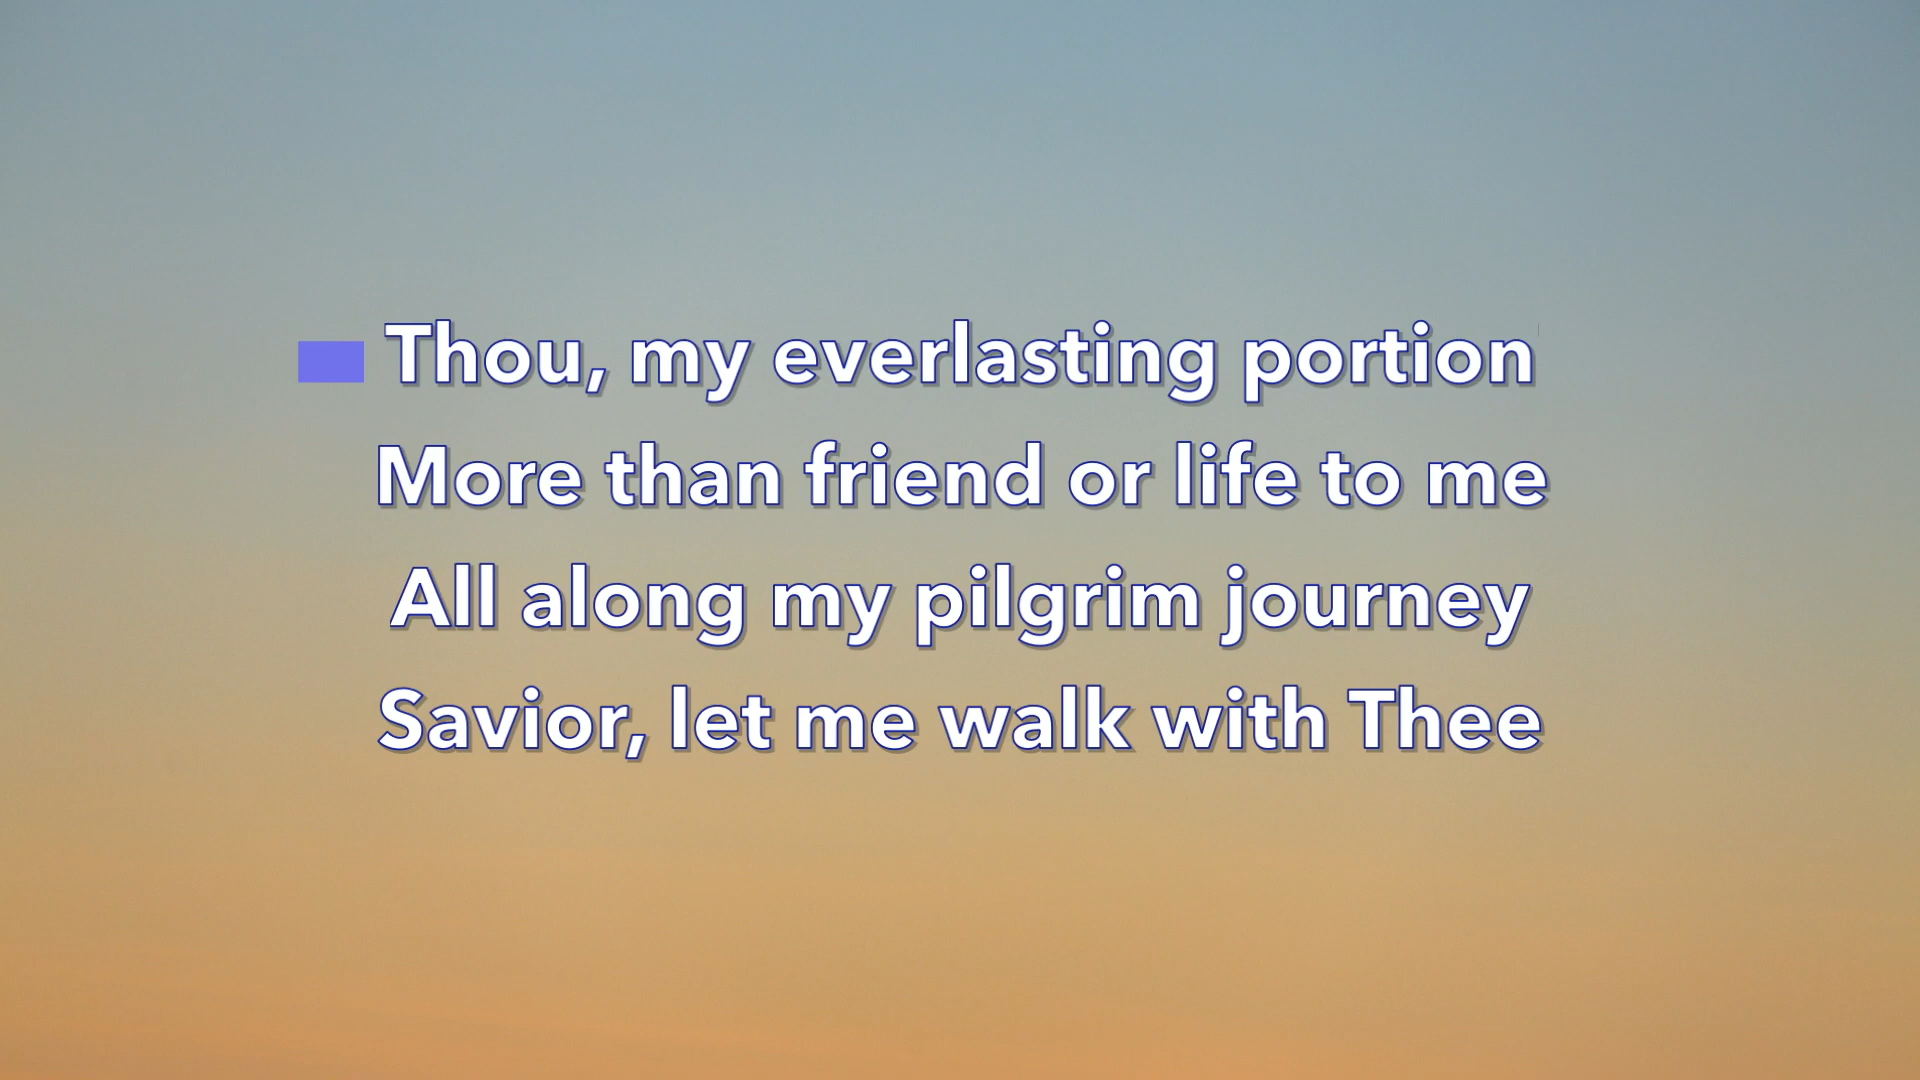 Thou, my everlasting portion
More than friend or life to me
All along my pilgrim journey
Savior, let me walk with Thee